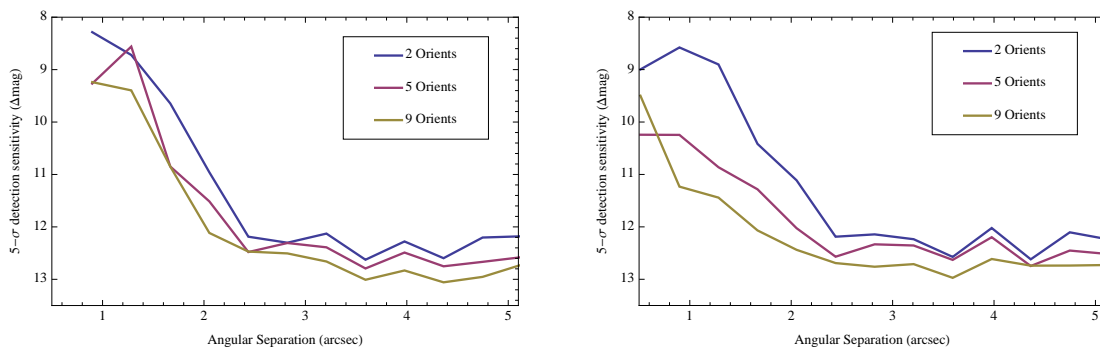 8
9
10
11
12
13
5-σ detection sensitivity (Δmag)
2 Orients
5 Orients
9 Orients
1
2
3
4
5
Angular Separation (arcsec)
8
9
10
11
12
13
5-σ detection sensitivity (Δmag)
2 Orients
5 Orients
9 Orients
1
2
3
4
5
Angular Separation (arcsec)